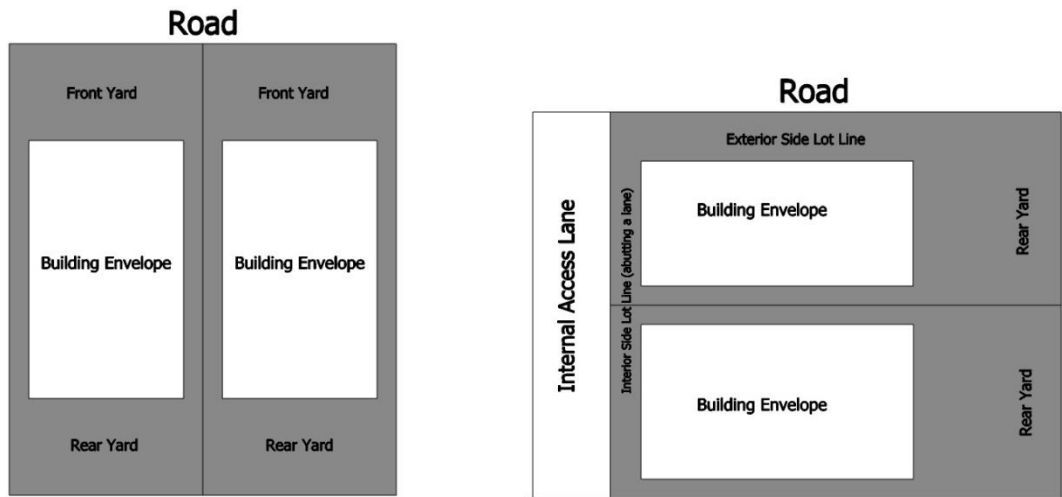 Road
Front Yard
Front Yard
Building Envelope
Building Envelope
Rear Yard
Rear Yard
Road
Internal Access Lane
Exterior Side Lot Line
Interior Side Lot Line (abutting a lane)
Building Envelope
Rear Yard
Building Envelope
Rear Yard